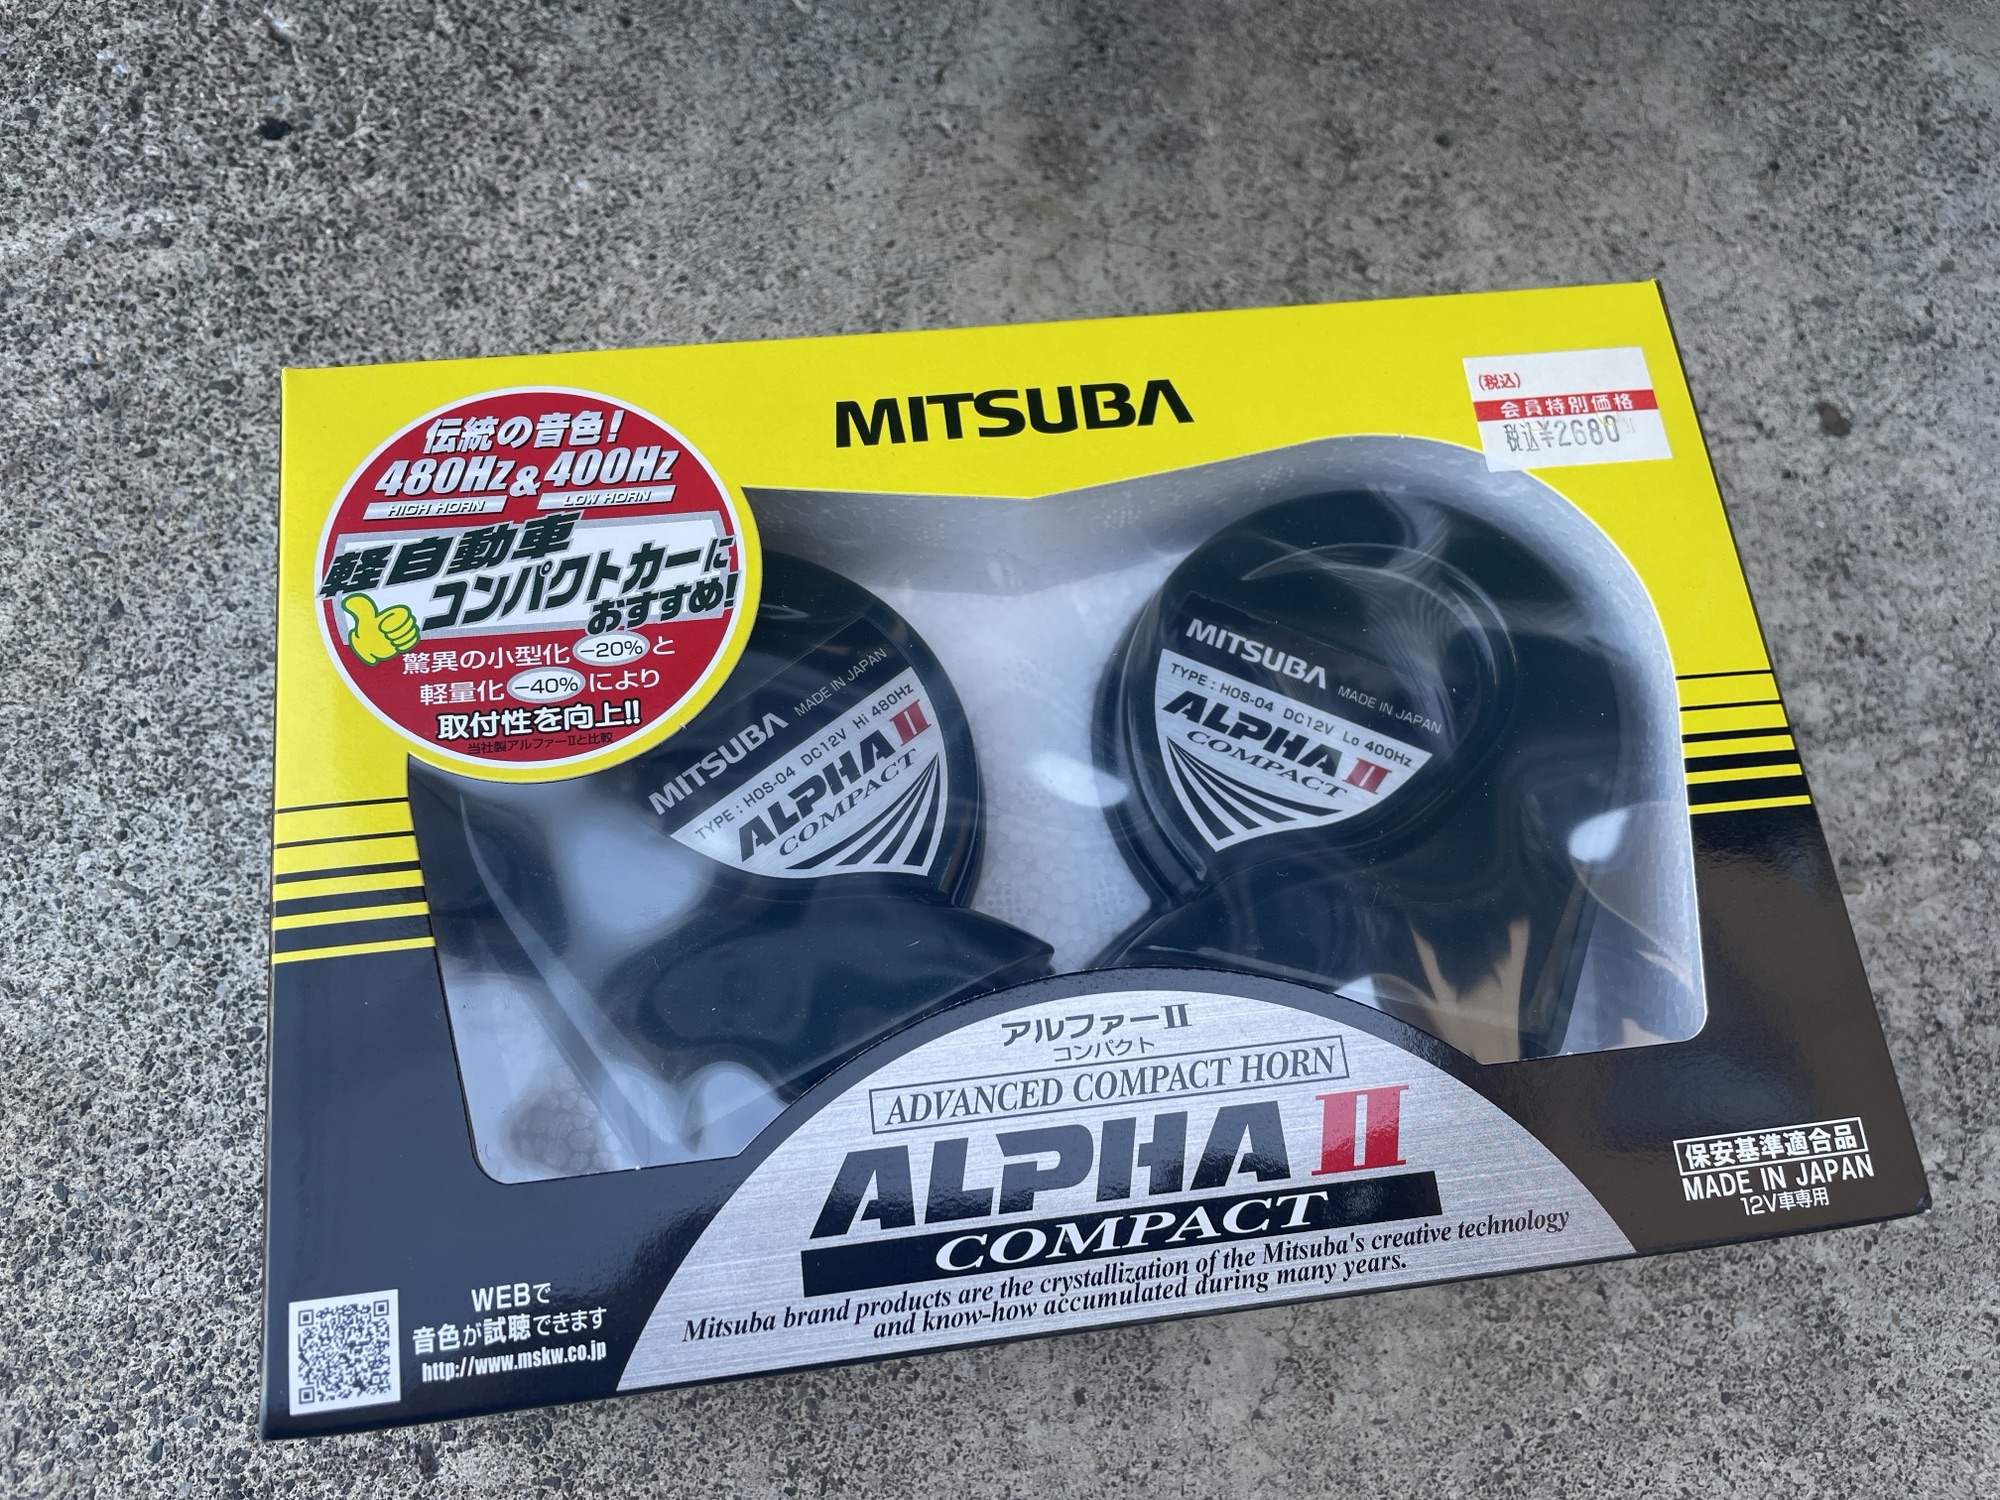 MITSUBA
(税込)
会員特別価格
税込¥2680
伝統の音色!
480Hz & 400Hz
HIGH HORN LOW HORN
軽自動車
コンパクトカーに
おすすめ!
驚異の小型化 −20% と
軽量化 −40% により
取付性を向上!!
当社製アルファーIIと比較
MITSUBA MADE IN JAPAN
TYPE : HOS-04 DC12V Hi 480Hz
ALPHA II
COMPACT
MITSUBA MADE IN JAPAN
TYPE : HOS-04 DC12V Lo 400Hz
ALPHA II
COMPACT
アルファーII
コンパクト
ADVANCED COMPACT HORN
ALPHA II
COMPACT
Mitsuba brand products are the crystallization of the Mitsuba's creative technology
and know-how accumulated during many years.
保安基準適合品
MADE IN JAPAN
12V車専用
WEBで
音色が試聴できます
http://www.mskw.co.jp